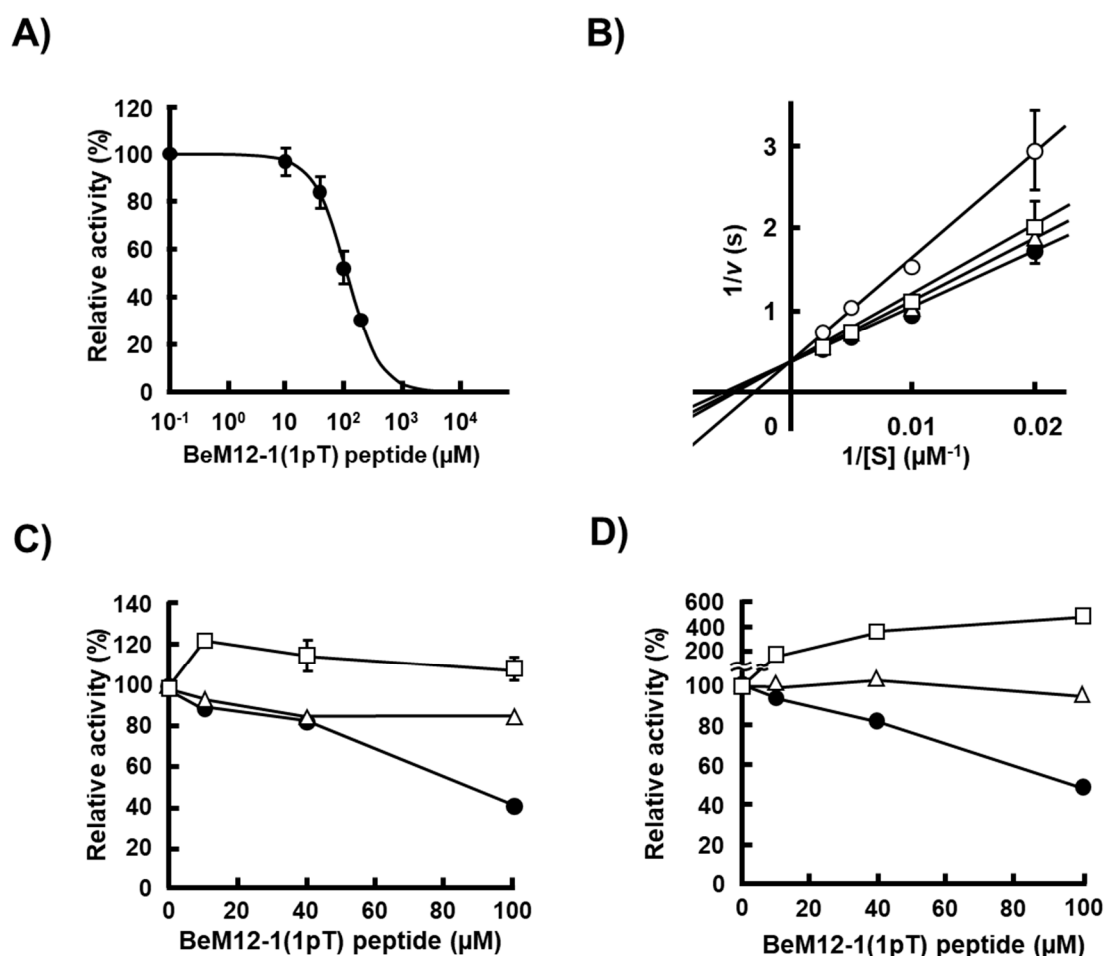 A)
Relative activity (%)
120
100
80
60
40
20
0
10⁻¹ 10⁰ 10 10² 10³ 10⁴
BeM12-1(1pT) peptide (µM)
B)
1/v (s)
3
2
1
0 0.01 0.02
1/[S] (µM⁻¹)
C)
Relative activity (%)
140
120
100
80
60
40
20
0
0 20 40 60 80 100
BeM12-1(1pT) peptide (µM)
D)
Relative activity (%)
600
400
200
100
80
60
40
20
0
0 20 40 60 80 100
BeM12-1(1pT) peptide (µM)